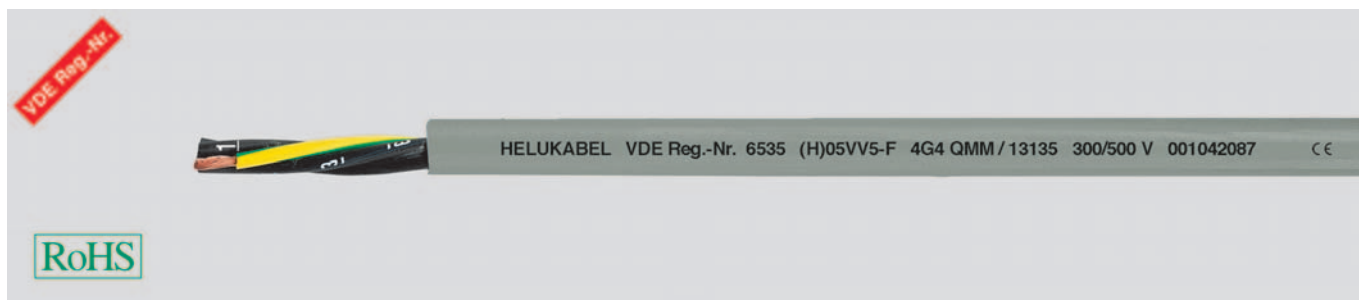 VDE Reg.-Nr.
1
3
HELUKABEL VDE Reg.-Nr. 6535 (H)05VV5-F 4G4 QMM / 13135 300/500 V 001042087 CE
RoHS